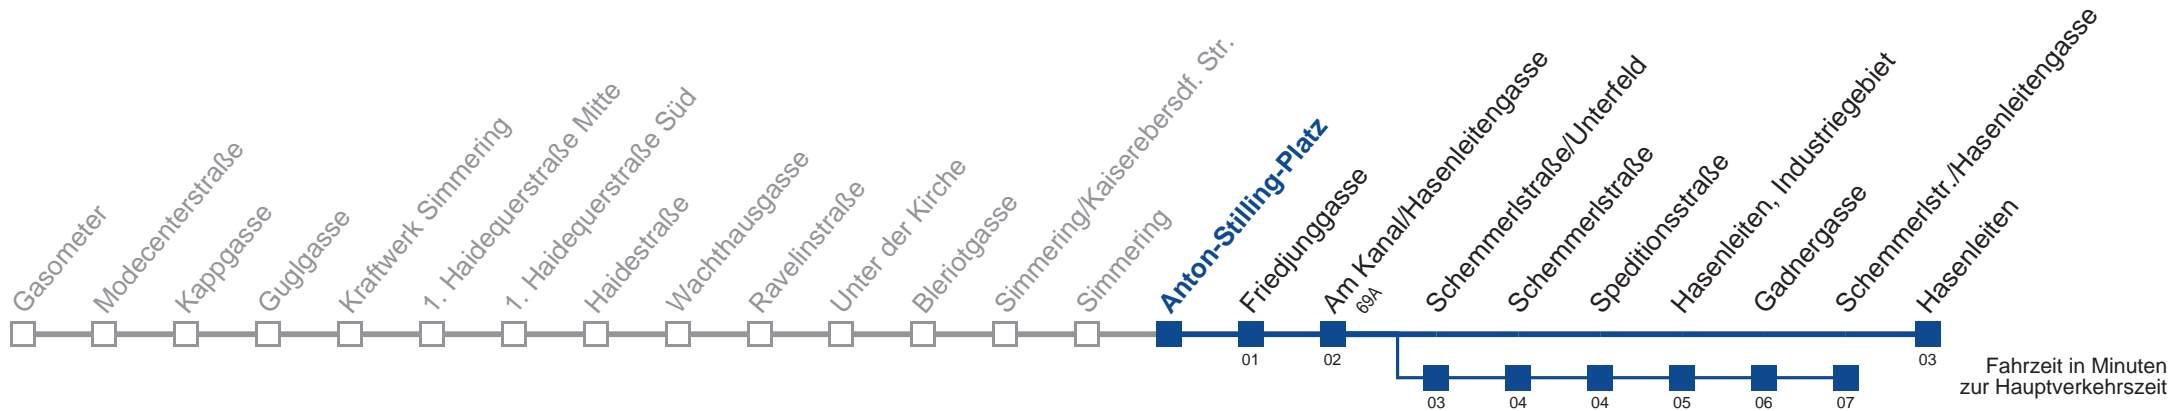 Gasometer
Modecenterstraße
Kappgasse
Guglgasse
Kraftwerk Simmering
1. Haidequerstraße Mitte
1. Haidequerstraße Süd
Haidestraße
Wachthausgasse
Ravelinstraße
Unter der Kirche
Bleriotgasse
Simmering/Kaiserebersdf. Str.
Simmering
Anton-Stilling-Platz
Friedjunggasse
Am Kanal/Hasenleitengasse
69A
Schemmerlstraße/Unterfeld
Schemmerlstraße
Speditionsstraße
Hasenleiten, Industriegebiet
Gadnergasse
Schemmerlstr./Hasenleitengasse
Hasenleiten
01
02
03
03
04
04
05
06
07
Fahrzeit in Minuten
zur Hauptverkehrszeit